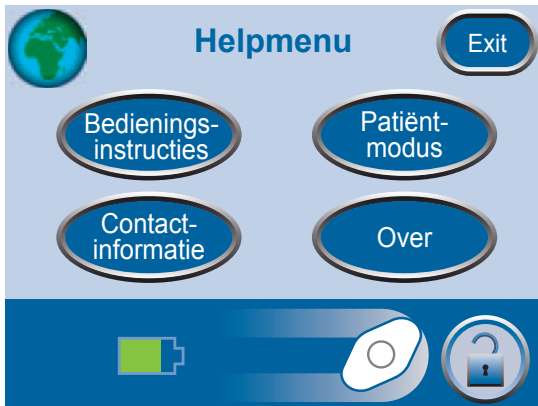 Helpmenu
Exit
Bedienings-
instructies
Patiënt-
modus
Contact-
informatie
Over